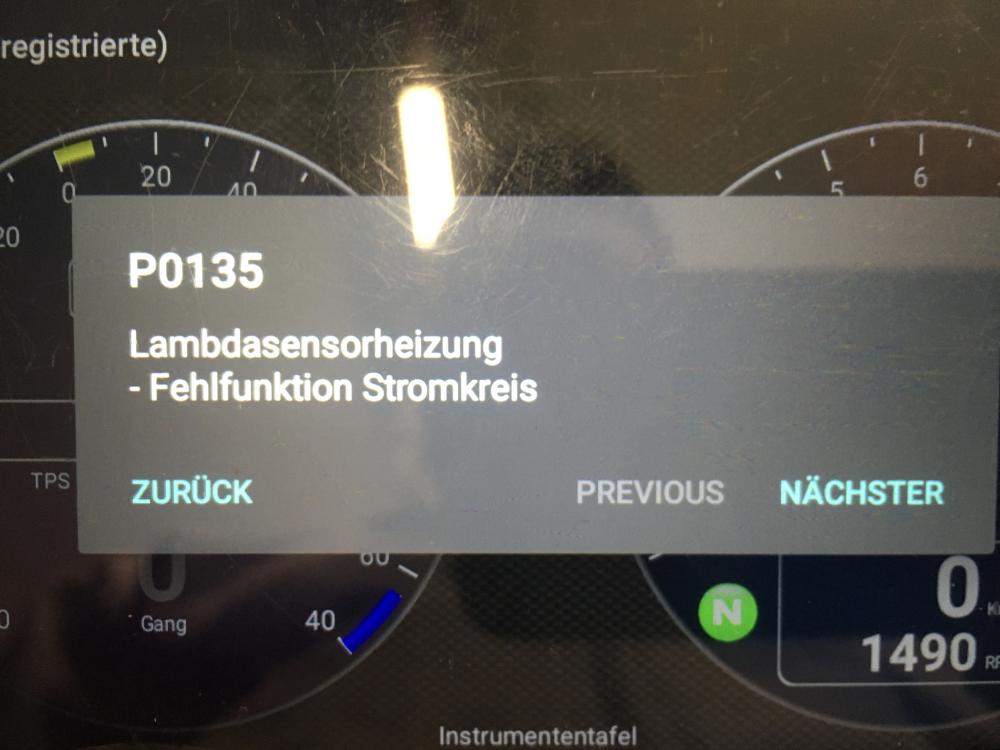 registrierte)
20
0
40
5
6
20
P0135
Lambdasensorheizung
- Fehlfunktion Stromkreis
ZURÜCK
PREVIOUS
NÄCHSTER
TPS
0
60
Gang
40
0
N
0
1490
Instrumententafel